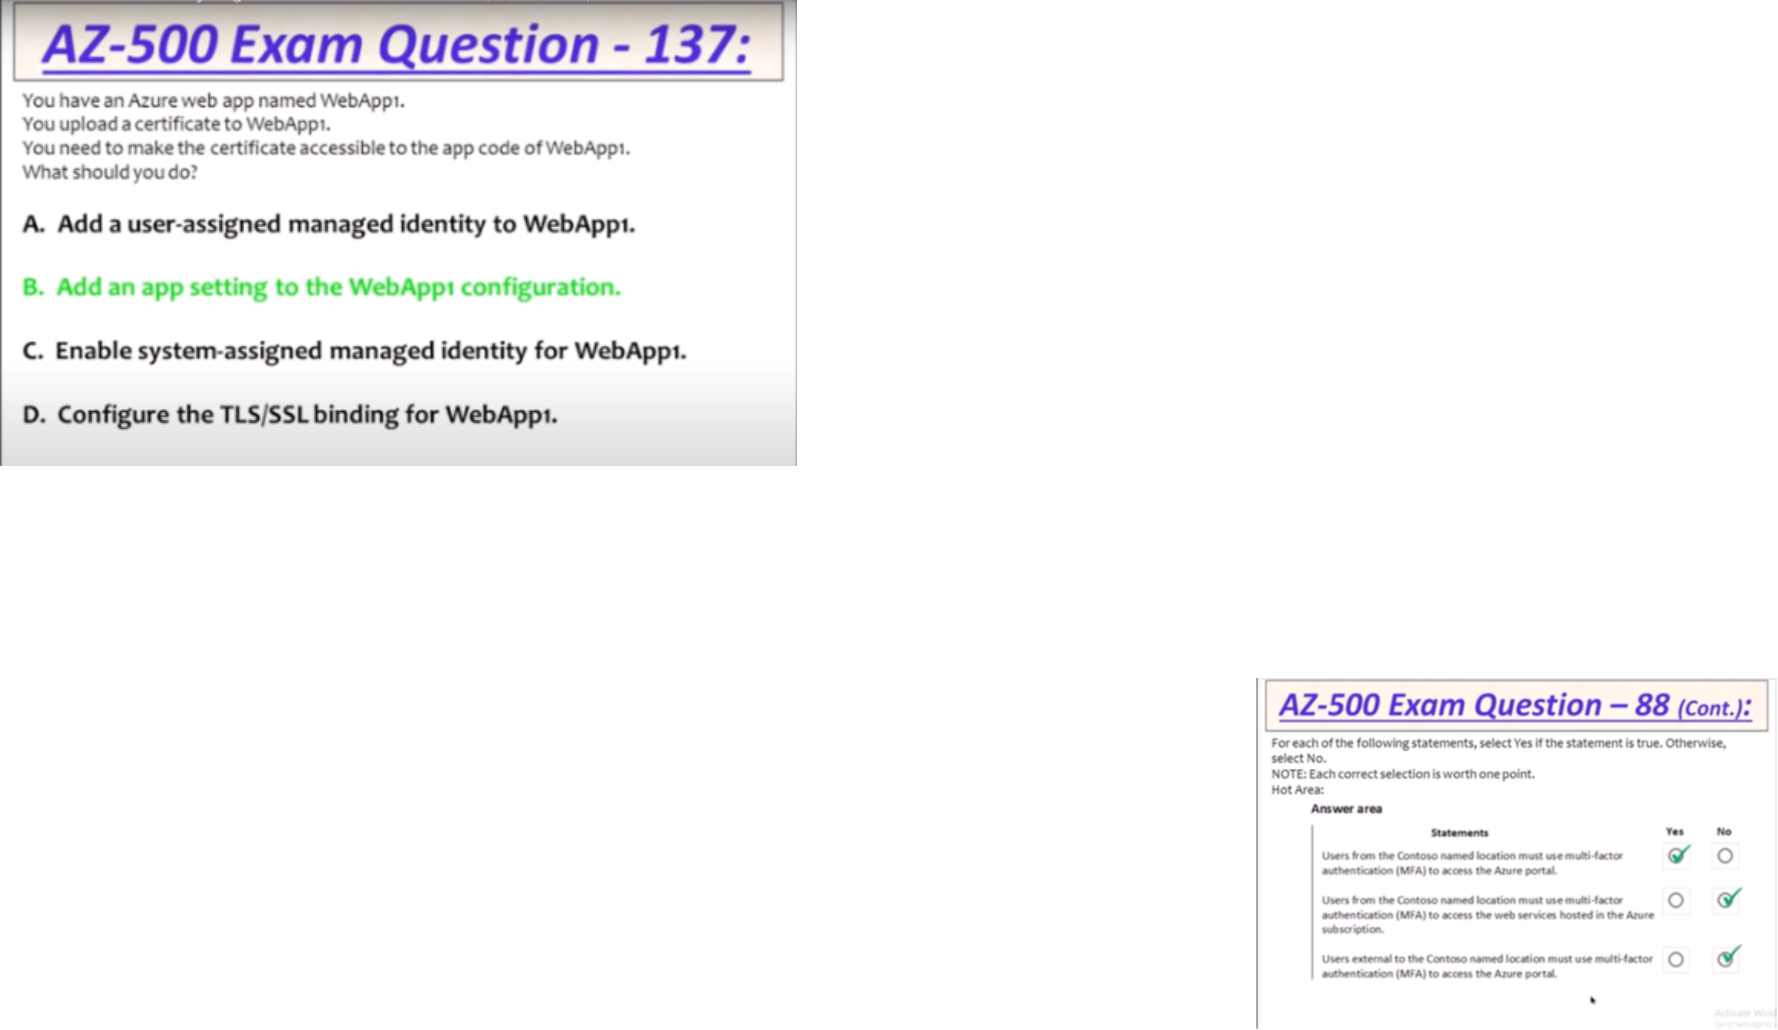 AZ-500 Exam Question - 137:
You have an Azure web app named WebApp1.
You upload a certificate to WebApp1.
You need to make the certificate accessible to the app code of WebApp1.
What should you do?
A. Add a user-assigned managed identity to WebApp1.
B. Add an app setting to the WebApp1 configuration.
C. Enable system-assigned managed identity for WebApp1.
D. Configure the TLS/SSL binding for WebApp1.
AZ-500 Exam Question – 88 (Cont.):
For each of the following statements, select Yes if the statement is true. Otherwise,
select No.
NOTE: Each correct selection is worth one point.
Hot Area:
Answer area
Statements Yes No
Users from the Contoso named location must use multi-factor
authentication (MFA) to access the Azure portal.
Users from the Contoso named location must use multi-factor
authentication (MFA) to access the web services hosted in the Azure
subscription.
Users external to the Contoso named location must use multi-factor
authentication (MFA) to access the Azure portal.
Activate Wind
Go to Settings to